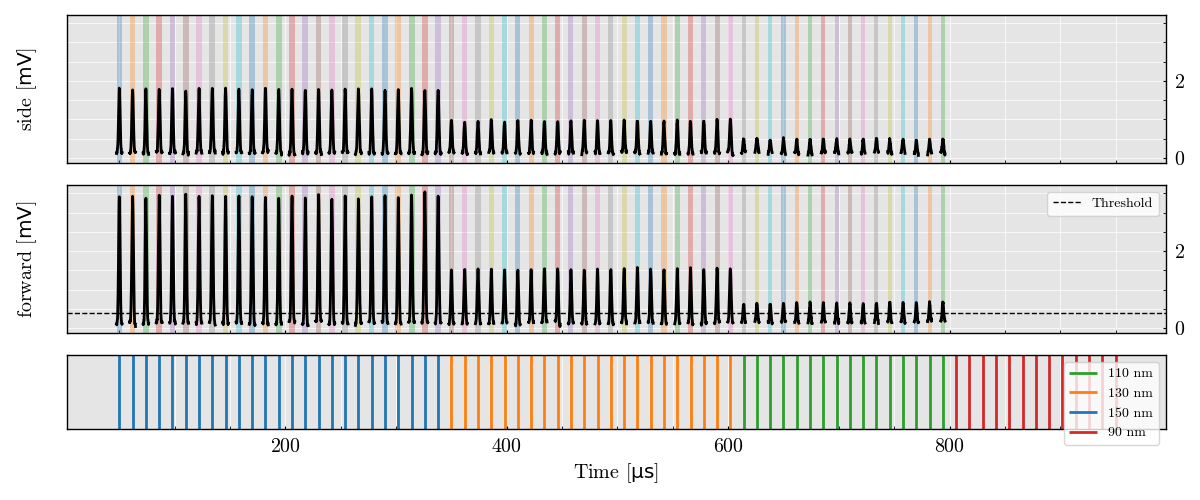 side [mV]
2
0
forward [mV]
Threshold
2
0
110 nm
130 nm
150 nm
90 nm
200 400 600 800
Time [μs]